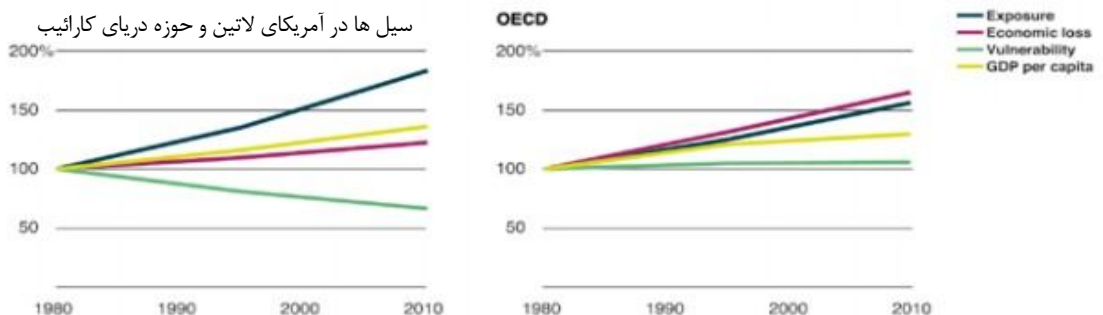 سیل ها در آمریکای لاتین و حوزه دریای کارائیب
200%
150
100
50
1980 1990 2000 2010
OECD
200%
150
100
50
1980 1990 2000 2010
Exposure
Economic loss
Vulnerability
GDP per capita